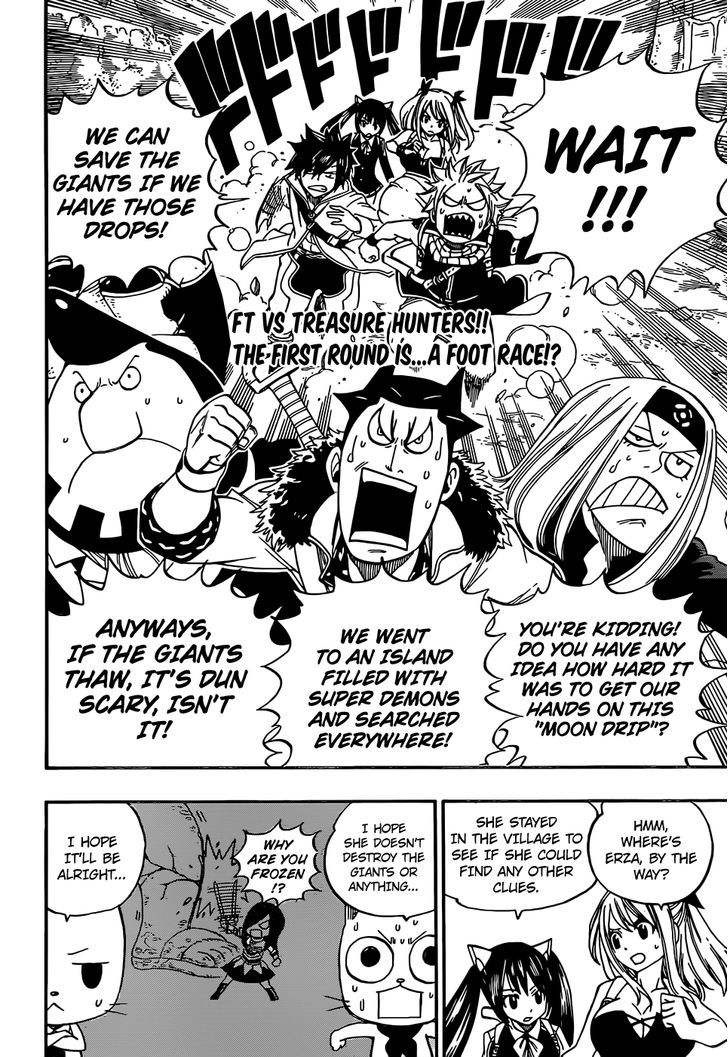 WAIT
!!!
WE CAN
SAVE THE
GIANTS IF WE
HAVE THOSE
DROPS!
ドドドドドド
FT VS TREASURE HUNTERS!!
THE FIRST ROUND IS...A FOOT RACE!?
YOU'RE KIDDING!
DO YOU HAVE ANY
IDEA HOW HARD IT
WAS TO GET OUR
HANDS ON THIS
"MOON DRIP"?
WE WENT
TO AN ISLAND
FILLED WITH
SUPER DEMONS
AND SEARCHED
EVERYWHERE!
ANYWAYS,
IF THE GIANTS
THAW, IT'S DUN
SCARY, ISN'T
IT!
HMM,
WHERE'S
ERZA, BY THE
WAY?
SHE STAYED
IN THE VILLAGE TO
SEE IF SHE COULD
FIND ANY OTHER
CLUES.
I HOPE
SHE DOESN'T
DESTROY THE
GIANTS OR
ANYTHING...
WHY
ARE YOU
FROZEN
!?
I HOPE
IT'LL BE
ALRIGHT...